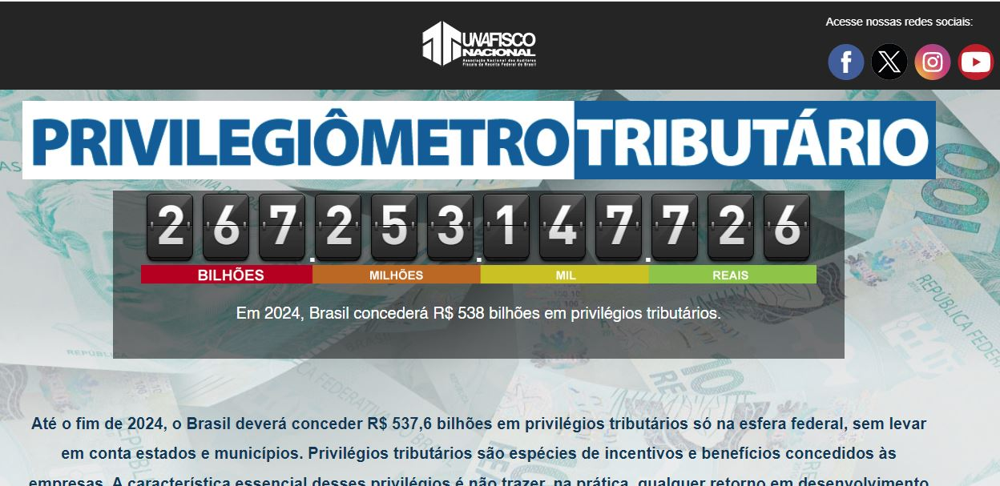 Acesse nossas redes sociais:
UNAFISCO
NACIONAL
Associação Nacional dos Auditores
Fiscais da Receita Federal do Brasil
PRIVILEGIÔMETRO TRIBUTÁRIO
267.253.147.726
BILHÕES MILHÕES MIL REAIS
Em 2024, Brasil concederá R$ 538 bilhões em privilégios tributários.
100
REPÚBLICA FEDER
Até o fim de 2024, o Brasil deverá conceder R$ 537,6 bilhões em privilégios tributários só na esfera federal, sem levar
em conta estados e municípios. Privilégios tributários são espécies de incentivos e benefícios concedidos às
empresas. A característica essencial desses privilégios é não trazer, na prática, qualquer retorno em desenvolvimento